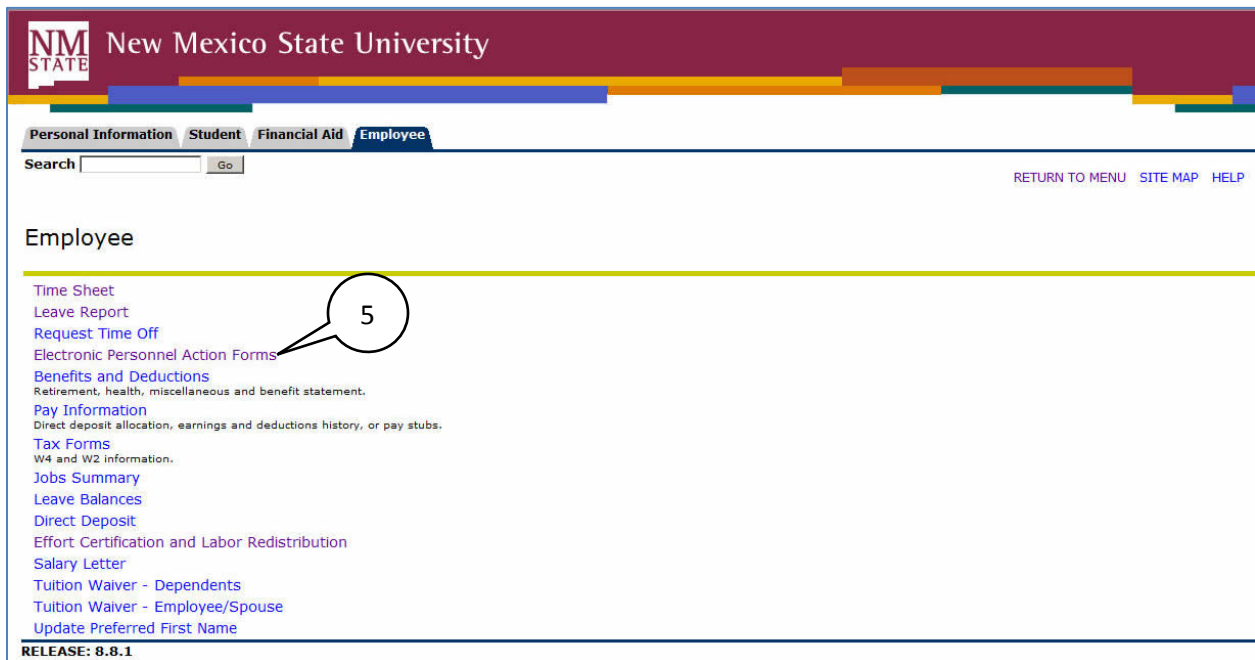 NM
STATE
New Mexico State University
Personal Information Student Financial Aid Employee
Search Go
RETURN TO MENU SITE MAP HELP
Employee
Time Sheet
Leave Report
5
Request Time Off
Electronic Personnel Action Forms
Benefits and Deductions
Retirement, health, miscellaneous and benefit statement.
Pay Information
Direct deposit allocation, earnings and deductions history, or pay stubs.
Tax Forms
W4 and W2 information.
Jobs Summary
Leave Balances
Direct Deposit
Effort Certification and Labor Redistribution
Salary Letter
Tuition Waiver - Dependents
Tuition Waiver - Employee/Spouse
Update Preferred First Name
RELEASE: 8.8.1